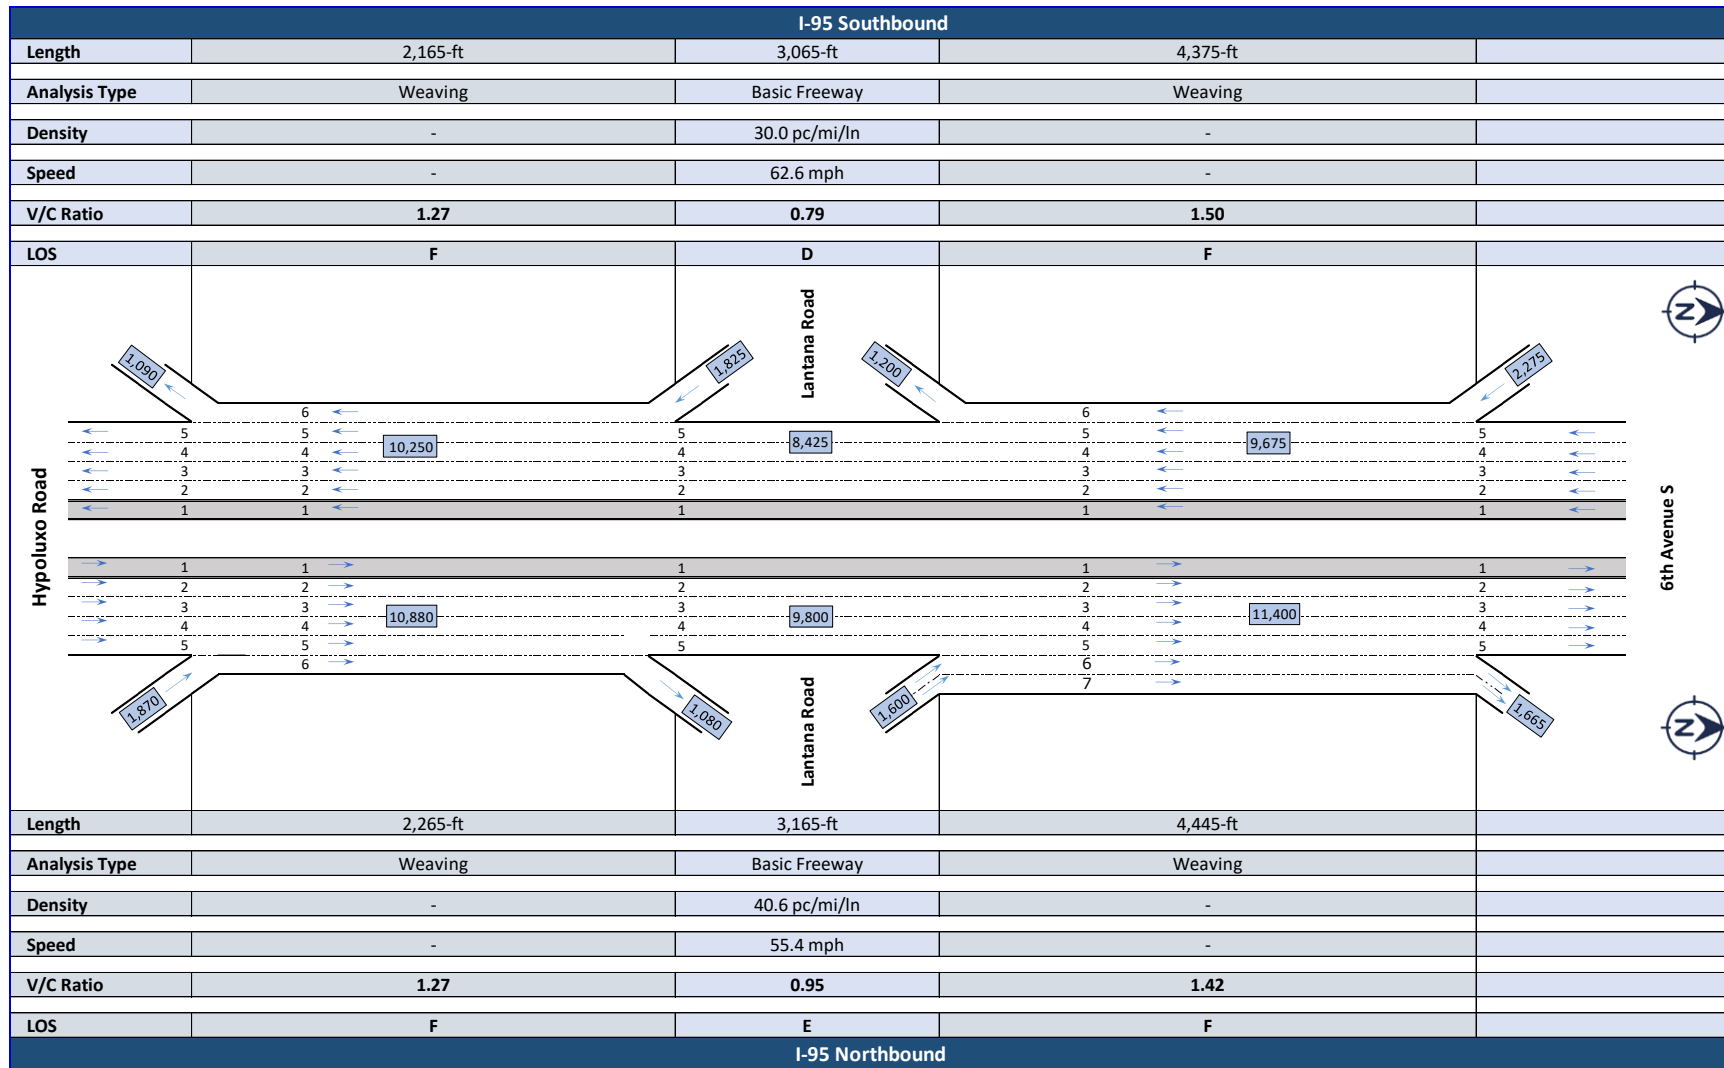 I-95 Southbound
Length 2,165-ft 3,065-ft 4,375-ft
Analysis Type Weaving Basic Freeway Weaving
Density - 30.0 pc/mi/ln -
Speed - 62.6 mph -
V/C Ratio 1.27 0.79 1.50
LOS F D F
Lantana Road
N
1,090
1,825
1,200
2,275
6 6
5 5 5 5 5
10,250 8,425 9,675
4 4 4 4 4
3 3 3 3 3
2 2 2 2 2
1 1 1 1 1
Hypoluxo Road
6th Avenue S
1 1 1 1 1
2 2 2 2 2
3 3 3 3 3
10,880 9,800 11,400
4 4 4 4 4
5 5 5 5 5
6 6
7
1,870
1,080
1,600
1,665
Lantana Road
N
Length 2,265-ft 3,165-ft 4,445-ft
Analysis Type Weaving Basic Freeway Weaving
Density - 40.6 pc/mi/ln -
Speed - 55.4 mph -
V/C Ratio 1.27 0.95 1.42
LOS F E F
I-95 Northbound